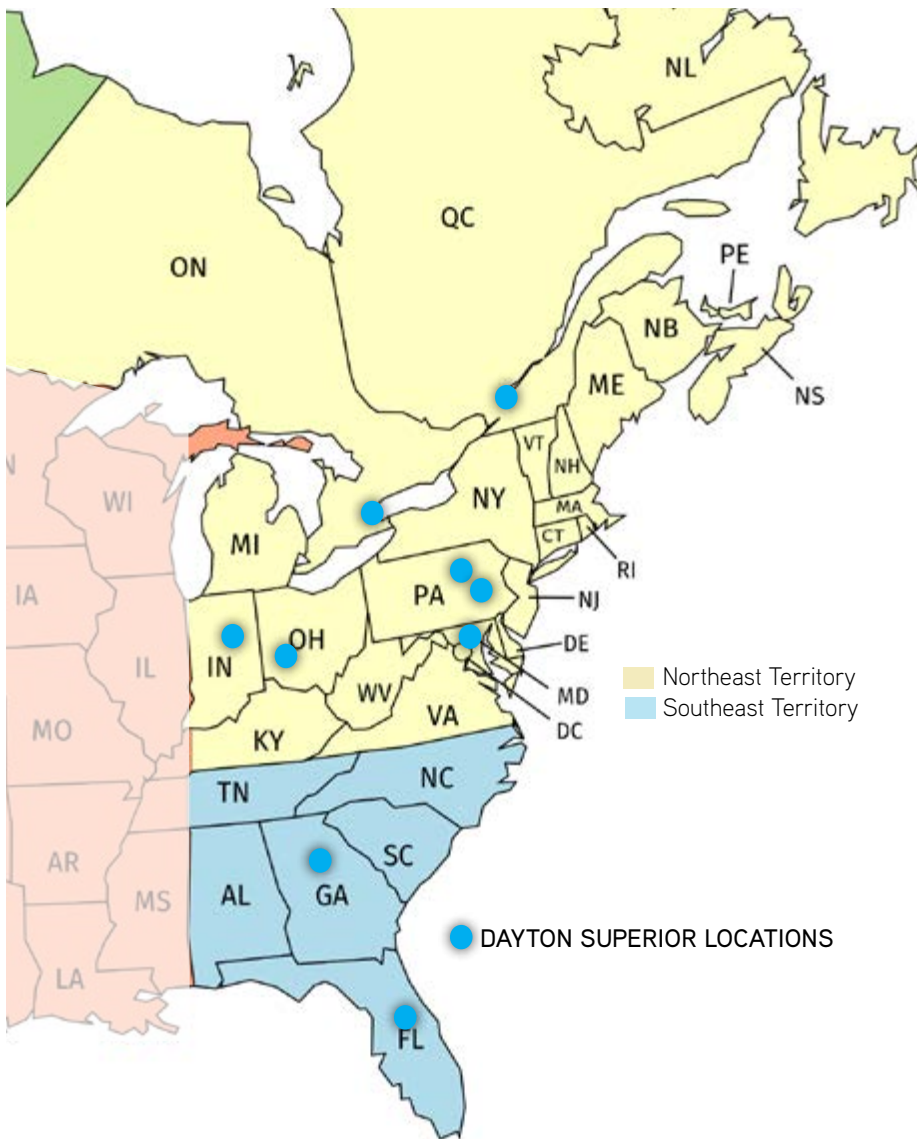 NL
QC
ON
PE
NB
ME
NS
VT
NH
WI
NY
MA
MI
CT
RI
IA
PA
NJ
OH
DE
IL
IN
Northeast Territory
WV
MD
Southeast Territory
MO
VA
DC
KY
TN
NC
AR
SC
MS
AL
GA
DAYTON SUPERIOR LOCATIONS
LA
FL